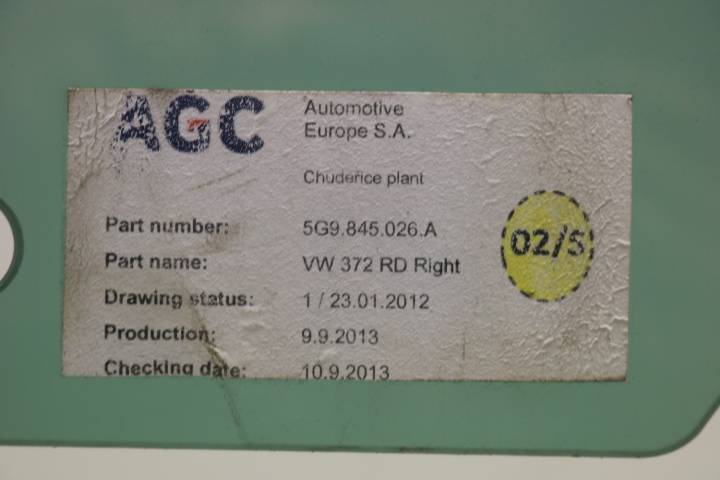 AGC
Automotive
Europe S.A.
Chudeřice plant
Part number: 5G9.845.026.A
Part name: VW 372 RD Right
Drawing status: 1 / 23.01.2012
Production: 9.9.2013
Checking date: 10.9.2013
02/S